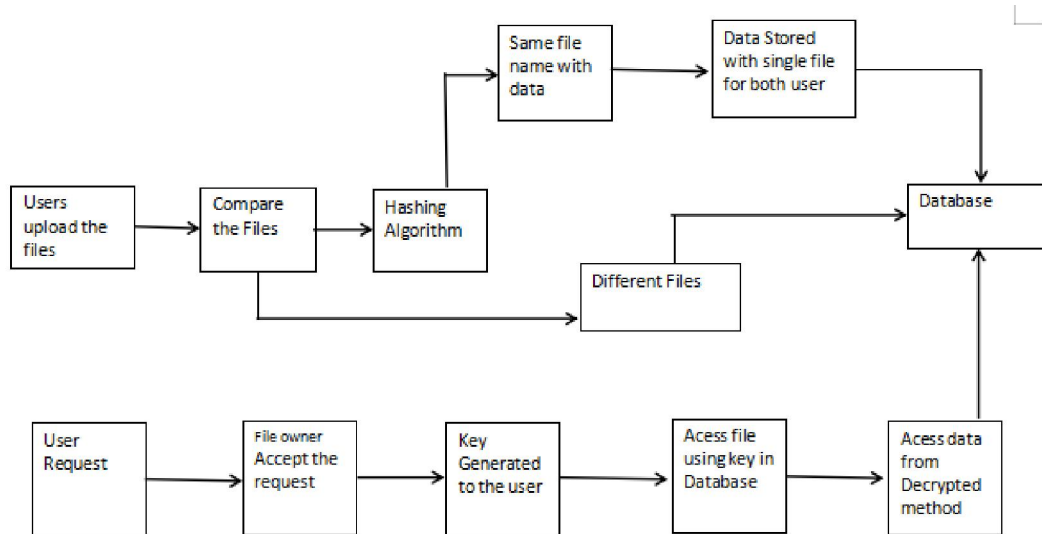 Same file
name with
data
Data Stored
with single file
for both user
Users
upload the
files
Compare
the Files
Hashing
Algorithm
Database
Different Files
User
Request
File owner
Accept the
request
Key
Generated
to the user
Acess file
using key in
Database
Acess data
from
Decrypted
method